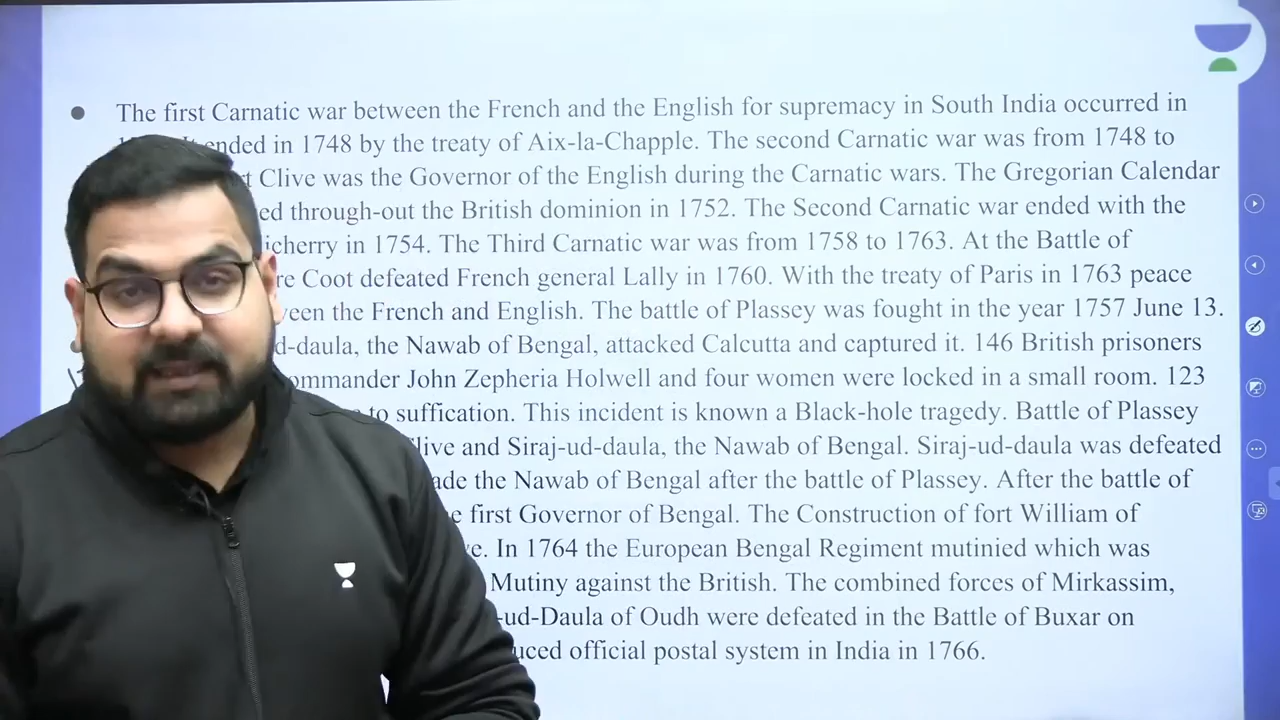 The first Carnatic war between the French and the English for supremacy in South India occurred in
ended in 1748 by the treaty of Aix-la-Chapple. The second Carnatic war was from 1748 to
Clive was the Governor of the English during the Carnatic wars. The Gregorian Calendar
through-out the British dominion in 1752. The Second Carnatic war ended with the
in 1754. The Third Carnatic war was from 1758 to 1763. At the Battle of
Coot defeated French general Lally in 1760. With the treaty of Paris in 1763 peace
the French and English. The battle of Plassey was fought in the year 1757 June 13.
the Nawab of Bengal, attacked Calcutta and captured it. 146 British prisoners
John Zepheria Holwell and four women were locked in a small room. 123
to suffication. This incident is known a Black-hole tragedy. Battle of Plassey
and Siraj-ud-daula, the Nawab of Bengal. Siraj-ud-daula was defeated
the Nawab of Bengal after the battle of Plassey. After the battle of
first Governor of Bengal. The Construction of fort William of
In 1764 the European Bengal Regiment mutinied which was
Mutiny against the British. The combined forces of Mirkassim,
-ud-Daula of Oudh were defeated in the Battle of Buxar on
official postal system in India in 1766.